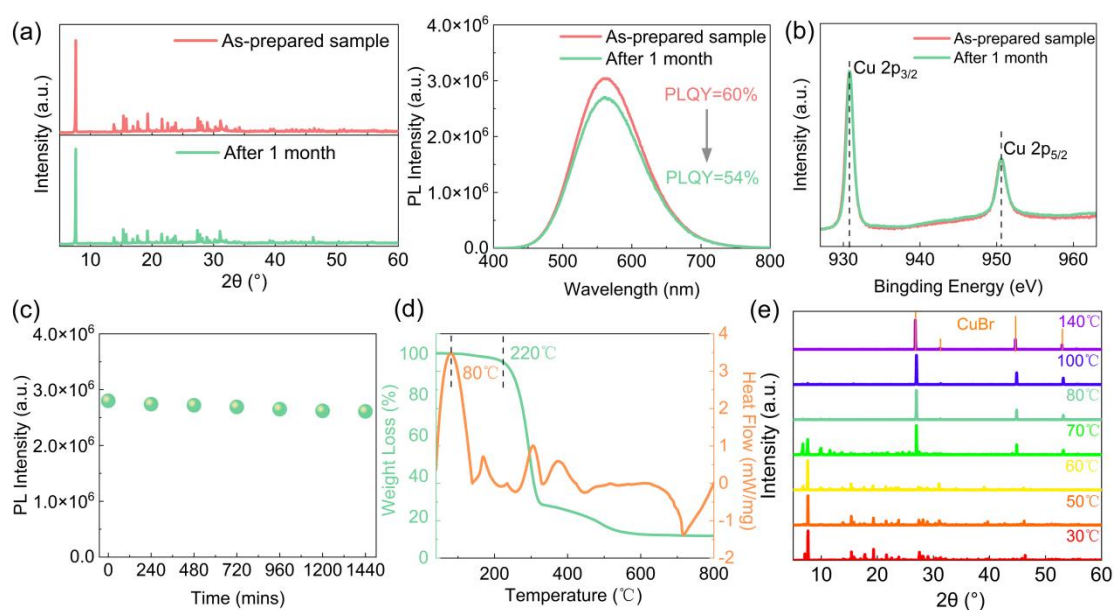 (a)
As-prepared sample
After 1 month
Intensity (a.u.)
10 20 30 40 50 60
2θ (°)
4.0×10⁶
3.0×10⁶
2.0×10⁶
1.0×10⁶
0.0
PL Intensity (a.u.)
As-prepared sample
After 1 month
PLQY=60%
PLQY=54%
400 500 600 700 800
Wavelength (nm)
(b)
As-prepared sample
After 1 month
Cu 2p₃/₂
Cu 2p₅/₂
Intensity (a.u.)
930 940 950 960
Bingding Energy (eV)
(c)
4.0×10⁶
3.0×10⁶
2.0×10⁶
1.0×10⁶
0.0
PL Intensity (a.u.)
0 240 480 720 960 1200 1440
Time (mins)
(d)
100
80
60
40
20
0
Weight Loss (%)
80℃
220℃
4
3
2
1
0
-1
-2
Heat Flow (mW/mg)
0 200 400 600 800
Temperature (℃)
(e)
CuBr
140℃
100℃
80℃
70℃
60℃
50℃
30℃
Intensity (a.u.)
10 20 30 40 50 60
2θ (°)